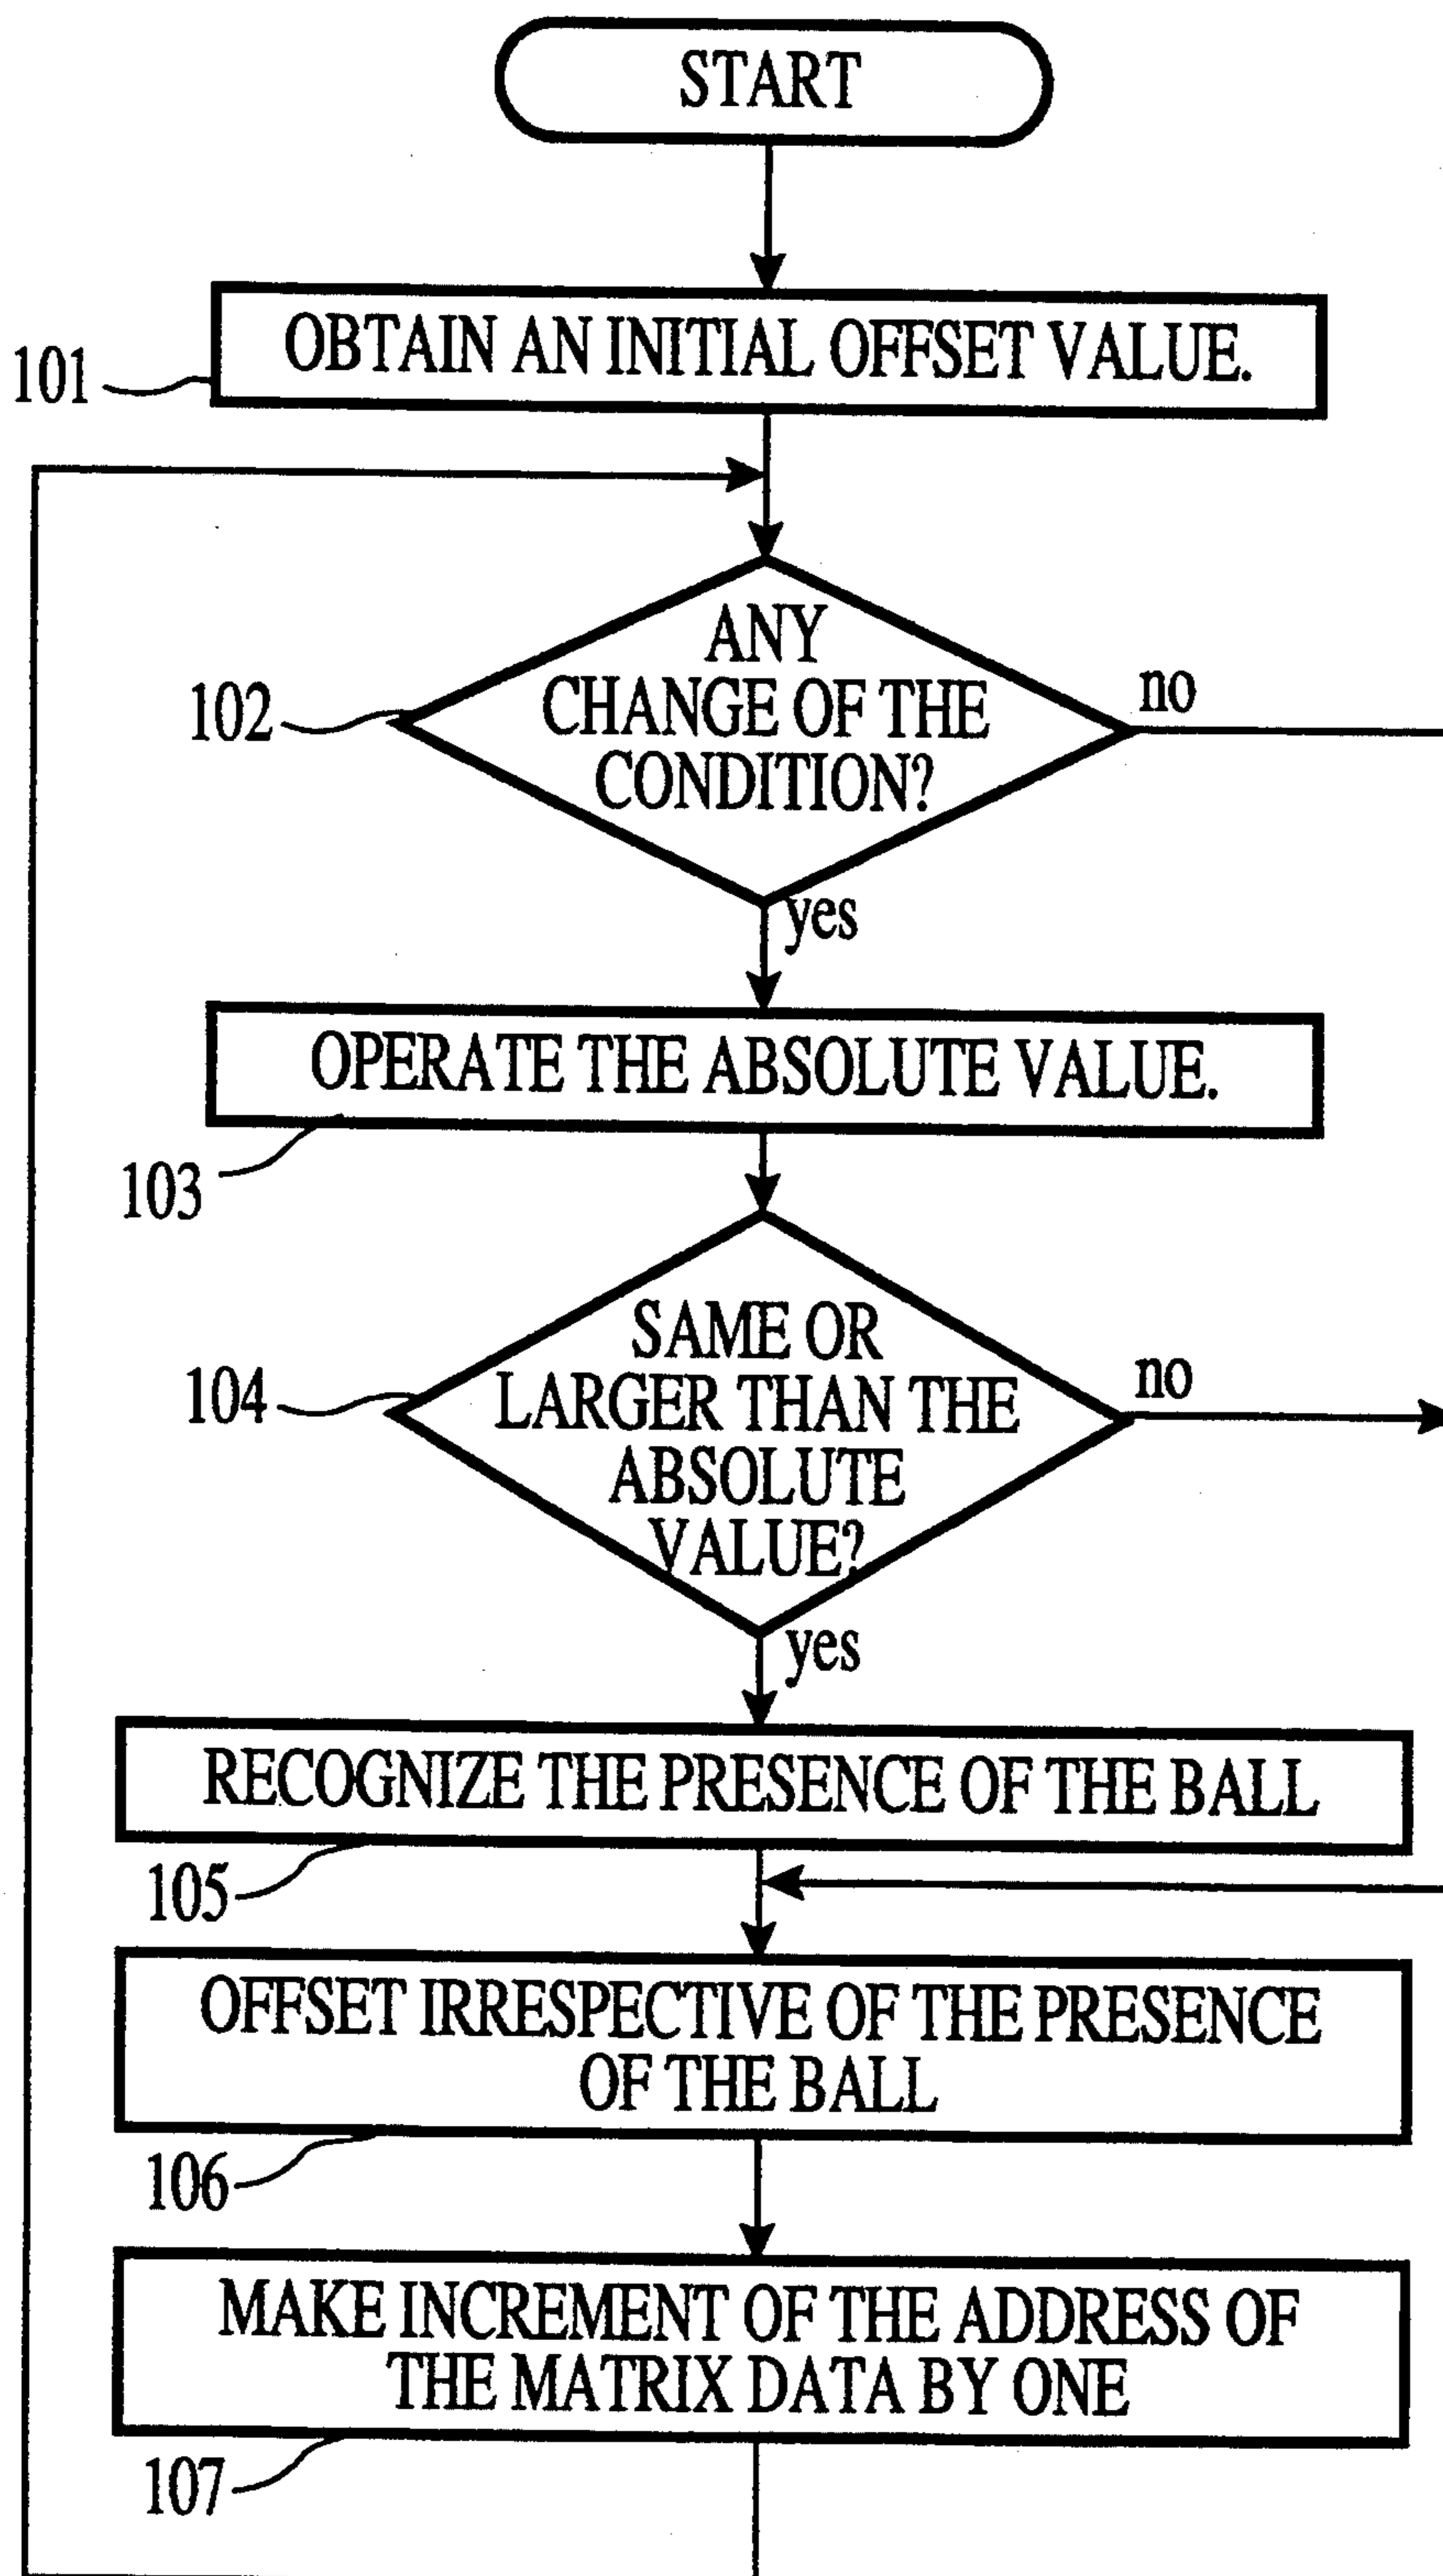 START
OBTAIN AN INITIAL OFFSET VALUE.
101
ANY
CHANGE OF THE
CONDITION?
102
no
yes
OPERATE THE ABSOLUTE VALUE.
103
SAME OR
LARGER THAN THE
ABSOLUTE
VALUE?
104
no
yes
RECOGNIZE THE PRESENCE OF THE BALL
105
OFFSET IRRESPECTIVE OF THE PRESENCE
OF THE BALL
106
MAKE INCREMENT OF THE ADDRESS OF
THE MATRIX DATA BY ONE
107